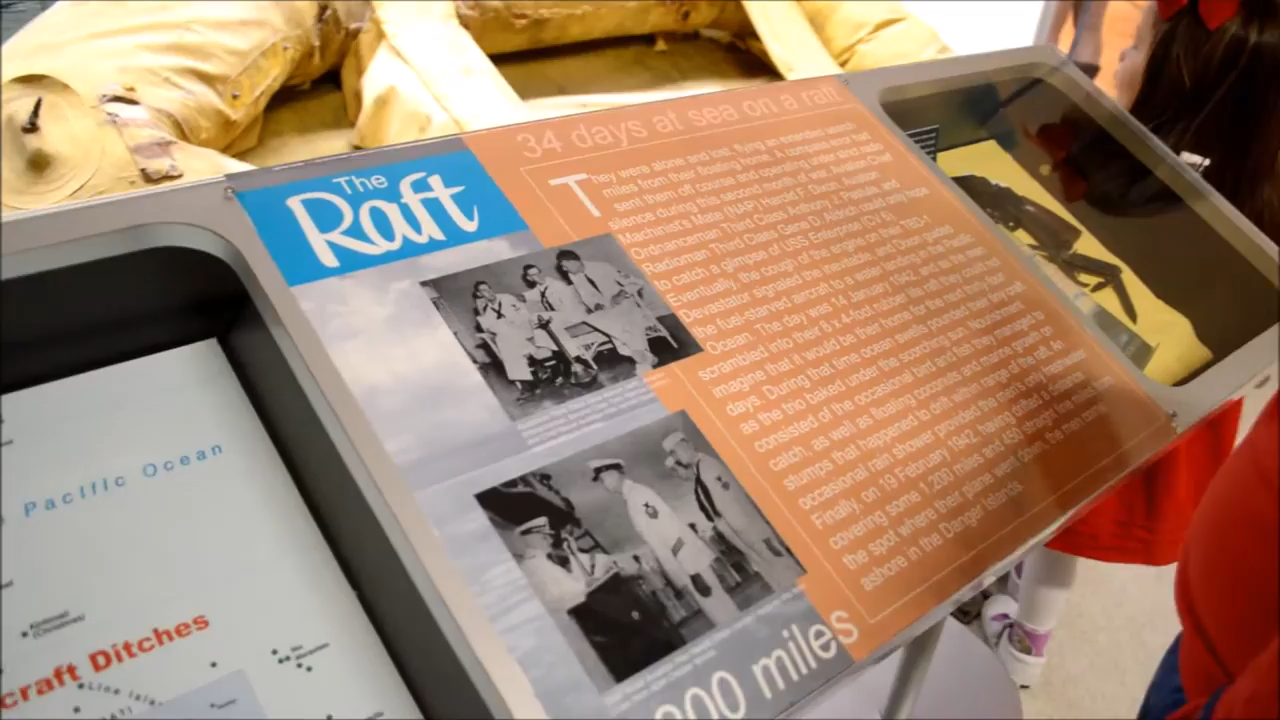 The
Raft
34 days at sea on a raft
They were alone and lost, flying an extended search
miles from their floating home. A compass error had
sent them off course and operating under strict radio
silence during this second month of war, Aviation Chief
Machinist's Mate (NAP) Harold F. Dixon, Aviation
Ordnanceman Third Class Anthony J. Pastula, and
Radioman Third Class Gene D. Aldrich could only hope
to catch a glimpse of USS Enterprise (CV 6).
Eventually, the cough of the engine on their TBD-1
Devastator signaled the inevitable, and Dixon glided
the fuel-starved aircraft to a water landing in the Pacific
Ocean. The day was 14 January 1942, and as the men
scrambled into their 8 x 4-foot rubber life raft they couldn't
imagine that it would be their home for the next thirty-four
days. During that time ocean swells pounded their tiny craft
as the trio baked under the scorching sun. Nourishment
consisted of the occasional bird and fish they managed to
catch, as well as floating coconuts and marine growth on
stumps that happened to drift within range of the raft. An
occasional rain shower provided the men's only freshwater.
Finally, on 19 February 1942, having drifted a distance
covering some 1,200 miles and 450 straight line miles from
the spot where their plane went down, the men came
ashore in the Danger Islands.
00 miles
Pacific Ocean
Kiritimati
(Christmas)
craft Ditches
Line Isla